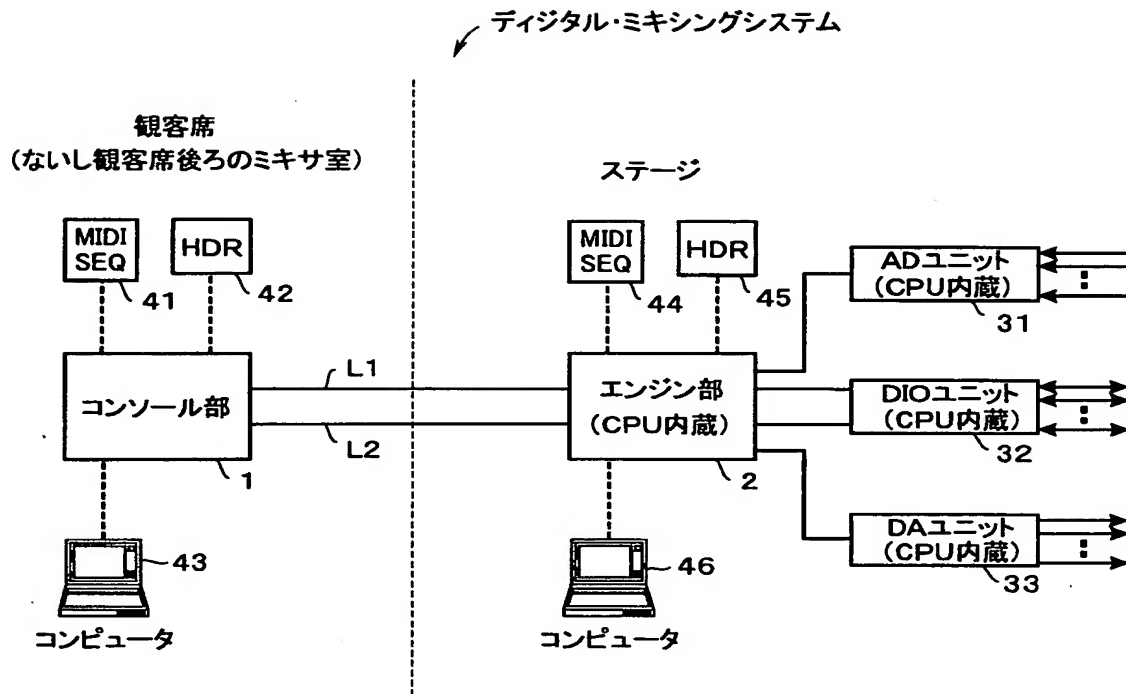 ディジタル・ミキシングシステム
観客席
(ないし観客席後ろのミキサ室)
ステージ
MIDI
SEQ
41
HDR
42
MIDI
SEQ
44
HDR
45
ADユニット
(CPU内蔵)
31
L1
コンソール部
L2
1
エンジン部
(CPU内蔵)
2
DIOユニット
(CPU内蔵)
32
DAユニット
(CPU内蔵)
33
43
コンピュータ
46
コンピュータ